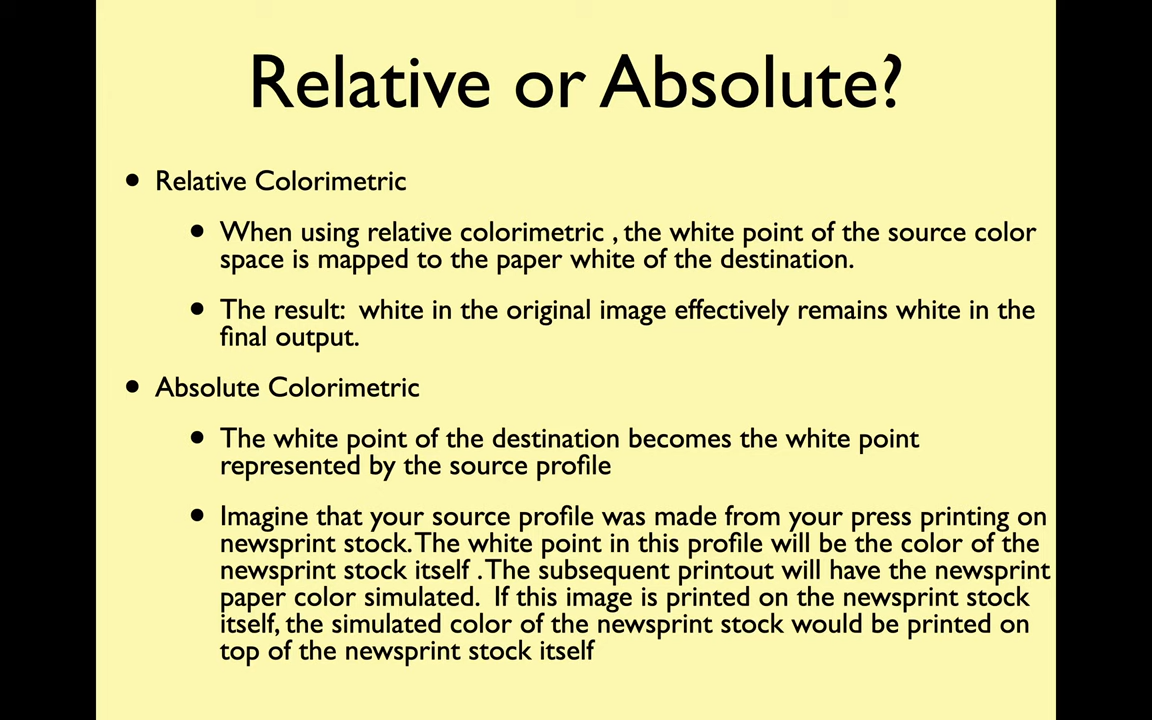 Relative or Absolute?
• Relative Colorimetric
• When using relative colorimetric , the white point of the source color
space is mapped to the paper white of the destination.
• The result:  white in the original image effectively remains white in the
final output.
• Absolute Colorimetric
• The white point of the destination becomes the white point
represented by the source profile
• Imagine that your source profile was made from your press printing on
newsprint stock. The white point in this profile will be the color of the
newsprint stock itself . The subsequent printout will have the newsprint
paper color simulated.  If this image is printed on the newsprint stock
itself, the simulated color of the newsprint stock would be printed on
top of the newsprint stock itself